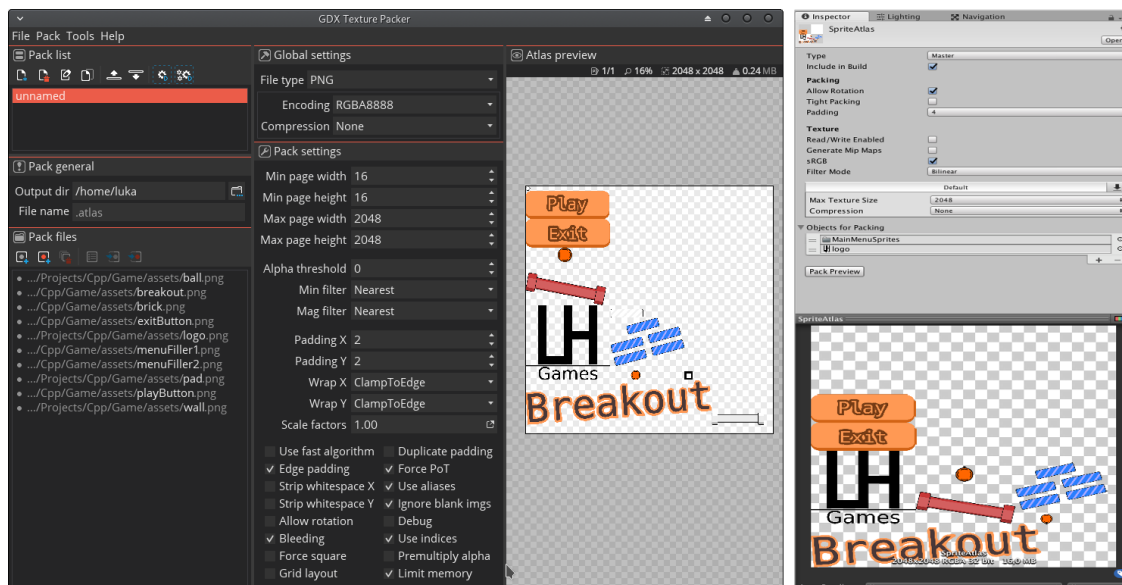 GDX Texture Packer
File Pack Tools Help
Pack list
unnamed
Pack general
Output dir /home/luka
File name .atlas
Pack files
.../Projects/Cpp/Game/assets/ball.png
.../Cpp/Game/assets/breakout.png
.../Projects/Cpp/Game/assets/brick.png
.../Cpp/Game/assets/exitButton.png
.../Projects/Cpp/Game/assets/logo.png
.../Cpp/Game/assets/menuFiller1.png
.../Cpp/Game/assets/menuFiller2.png
.../Projects/Cpp/Game/assets/pad.png
.../Cpp/Game/assets/playButton.png
.../Projects/Cpp/Game/assets/wall.png
Global settings
File type PNG
Encoding RGBA8888
Compression None
Pack settings
Min page width 16
Min page height 16
Max page width 2048
Max page height 2048
Alpha threshold 0
Min filter Nearest
Mag filter Nearest
Padding X 2
Padding Y 2
Wrap X ClampToEdge
Wrap Y ClampToEdge
Scale factors 1.00
Use fast algorithm Duplicate padding
Edge padding Force PoT
Strip whitespace X Use aliases
Strip whitespace Y Ignore blank imgs
Allow rotation Debug
Bleeding Use indices
Force square Premultiply alpha
Grid layout Limit memory
Atlas preview
1/1 16% 2048 x 2048 0.24 MB
Play
Exit
LH
Games
Breakout
Inspector Lighting Navigation
SpriteAtlas
Open
Type Master
Include in Build
Packing
Allow Rotation
Tight Packing
Padding 4
Texture
Read/Write Enabled
Generate Mip Maps
sRGB
Filter Mode Bilinear
Default
Max Texture Size 2048
Compression None
Objects for Packing
MainMenuSprites
logo
Pack Preview
SpriteAtlas
Play
Exit
LH
Games
Breakout
SpriteAtlas
2048x2048 RGBA 32 bit 16.0 MB